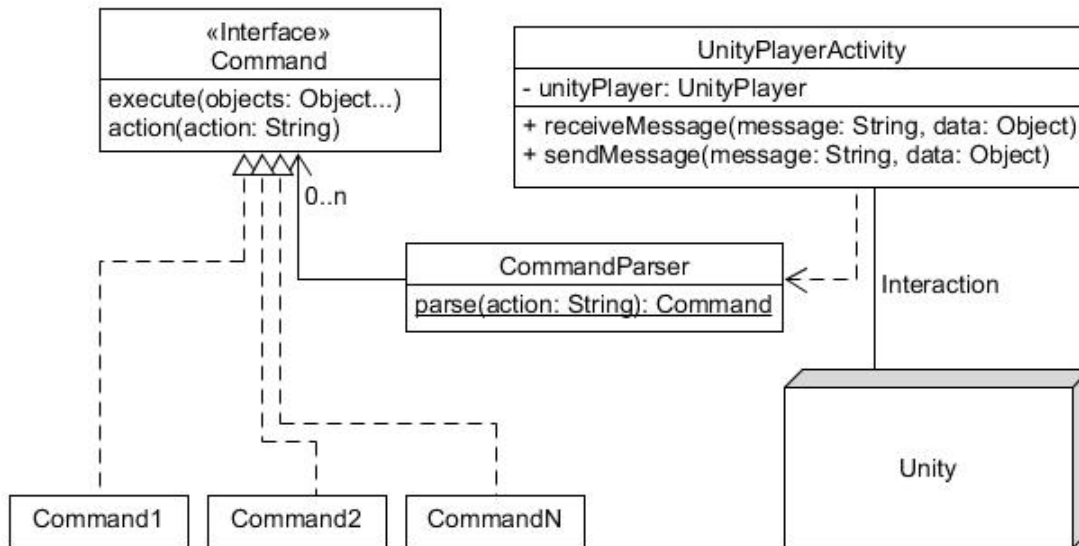 «Interface»
Command
execute(objects: Object...)
action(action: String)
UnityPlayerActivity
- unityPlayer: UnityPlayer
+ receiveMessage(message: String, data: Object)
+ sendMessage(message: String, data: Object)
0..n
CommandParser
parse(action: String): Command
Interaction
Unity
Command1
Command2
CommandN